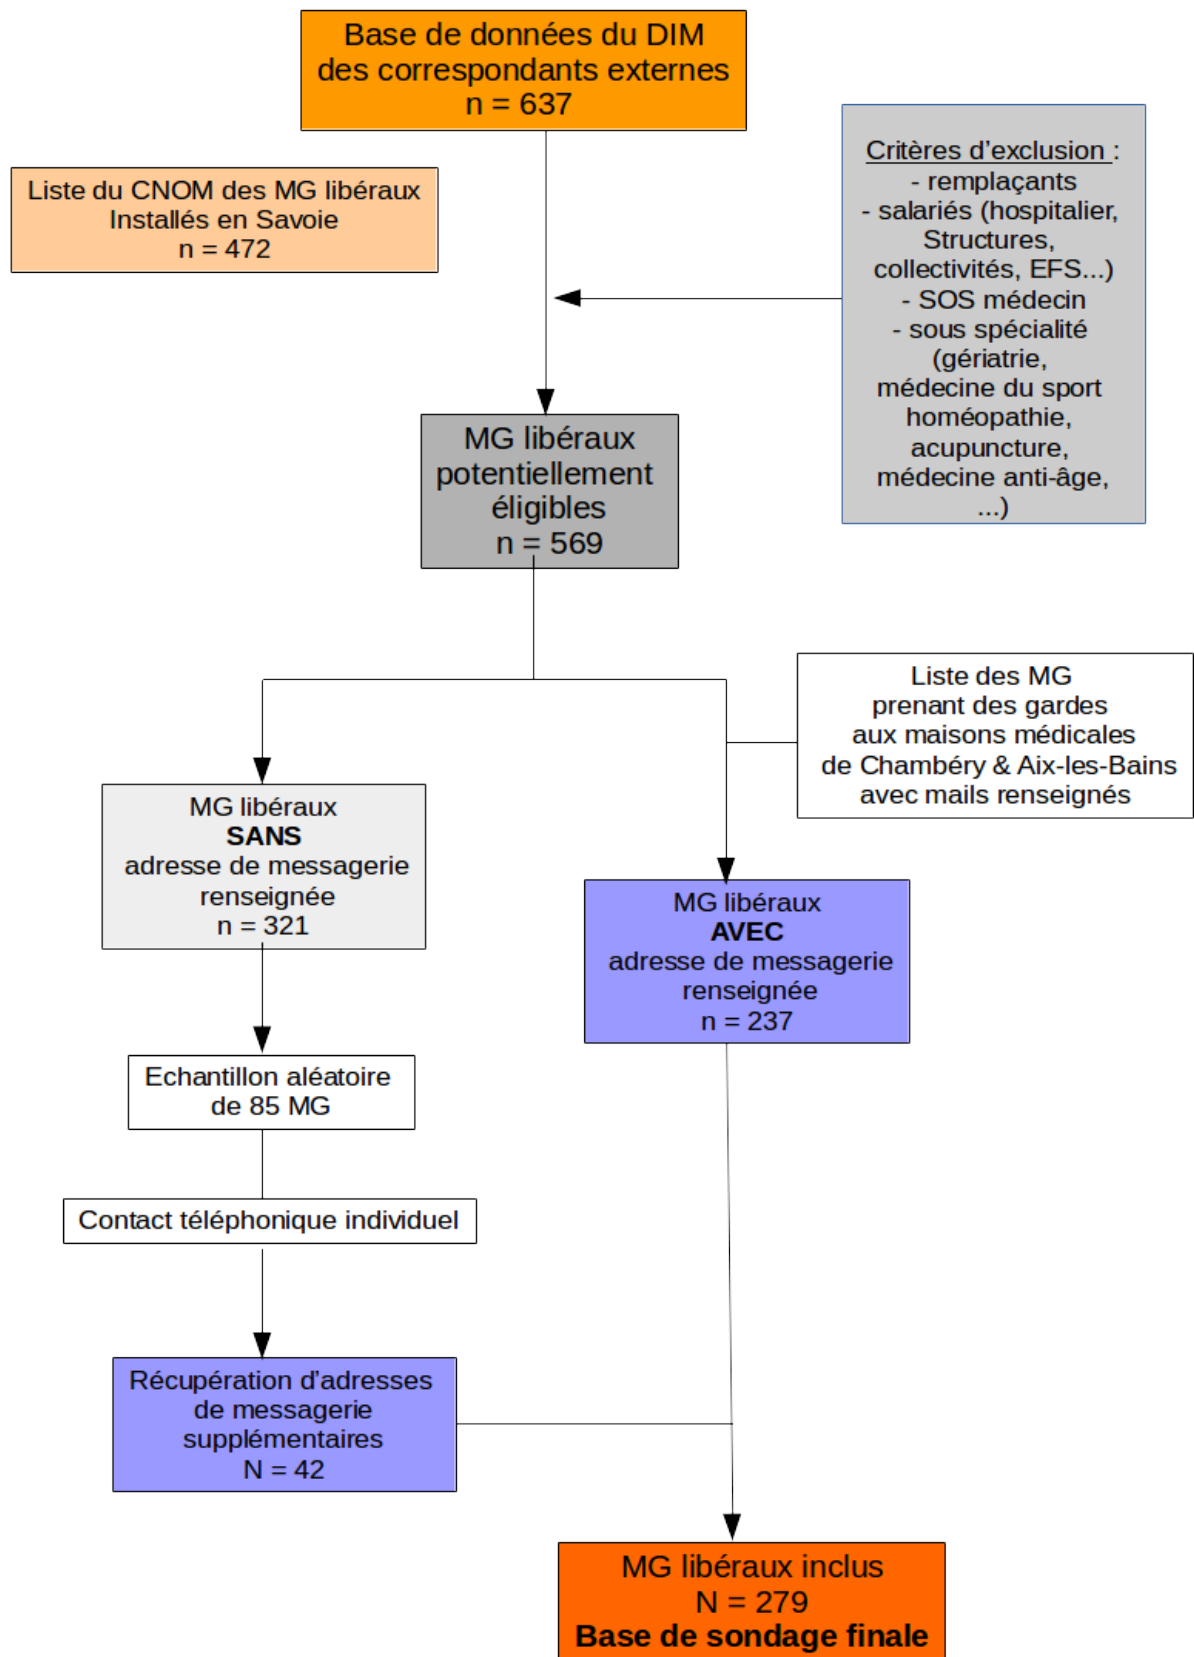 Base de données du DIM
des correspondants externes
n = 637
Liste du CNOM des MG libéraux
Installés en Savoie
n = 472
Critères d'exclusion :
- remplaçants
- salariés (hospitalier,
Structures,
collectivités, EFS...)
- SOS médecin
- sous spécialité
(gériatrie,
médecine du sport
homéopathie,
acupuncture,
médecine anti-âge,
...)
MG libéraux
potentiellement
éligibles
n = 569
Liste des MG
prenant des gardes
aux maisons médicales
de Chambéry & Aix-les-Bains
avec mails renseignés
MG libéraux
SANS
adresse de messagerie
renseignée
n = 321
MG libéraux
AVEC
adresse de messagerie
renseignée
n = 237
Echantillon aléatoire
de 85 MG
Contact téléphonique individuel
Récupération d'adresses
de messagerie
supplémentaires
N = 42
MG libéraux inclus
N = 279
Base de sondage finale